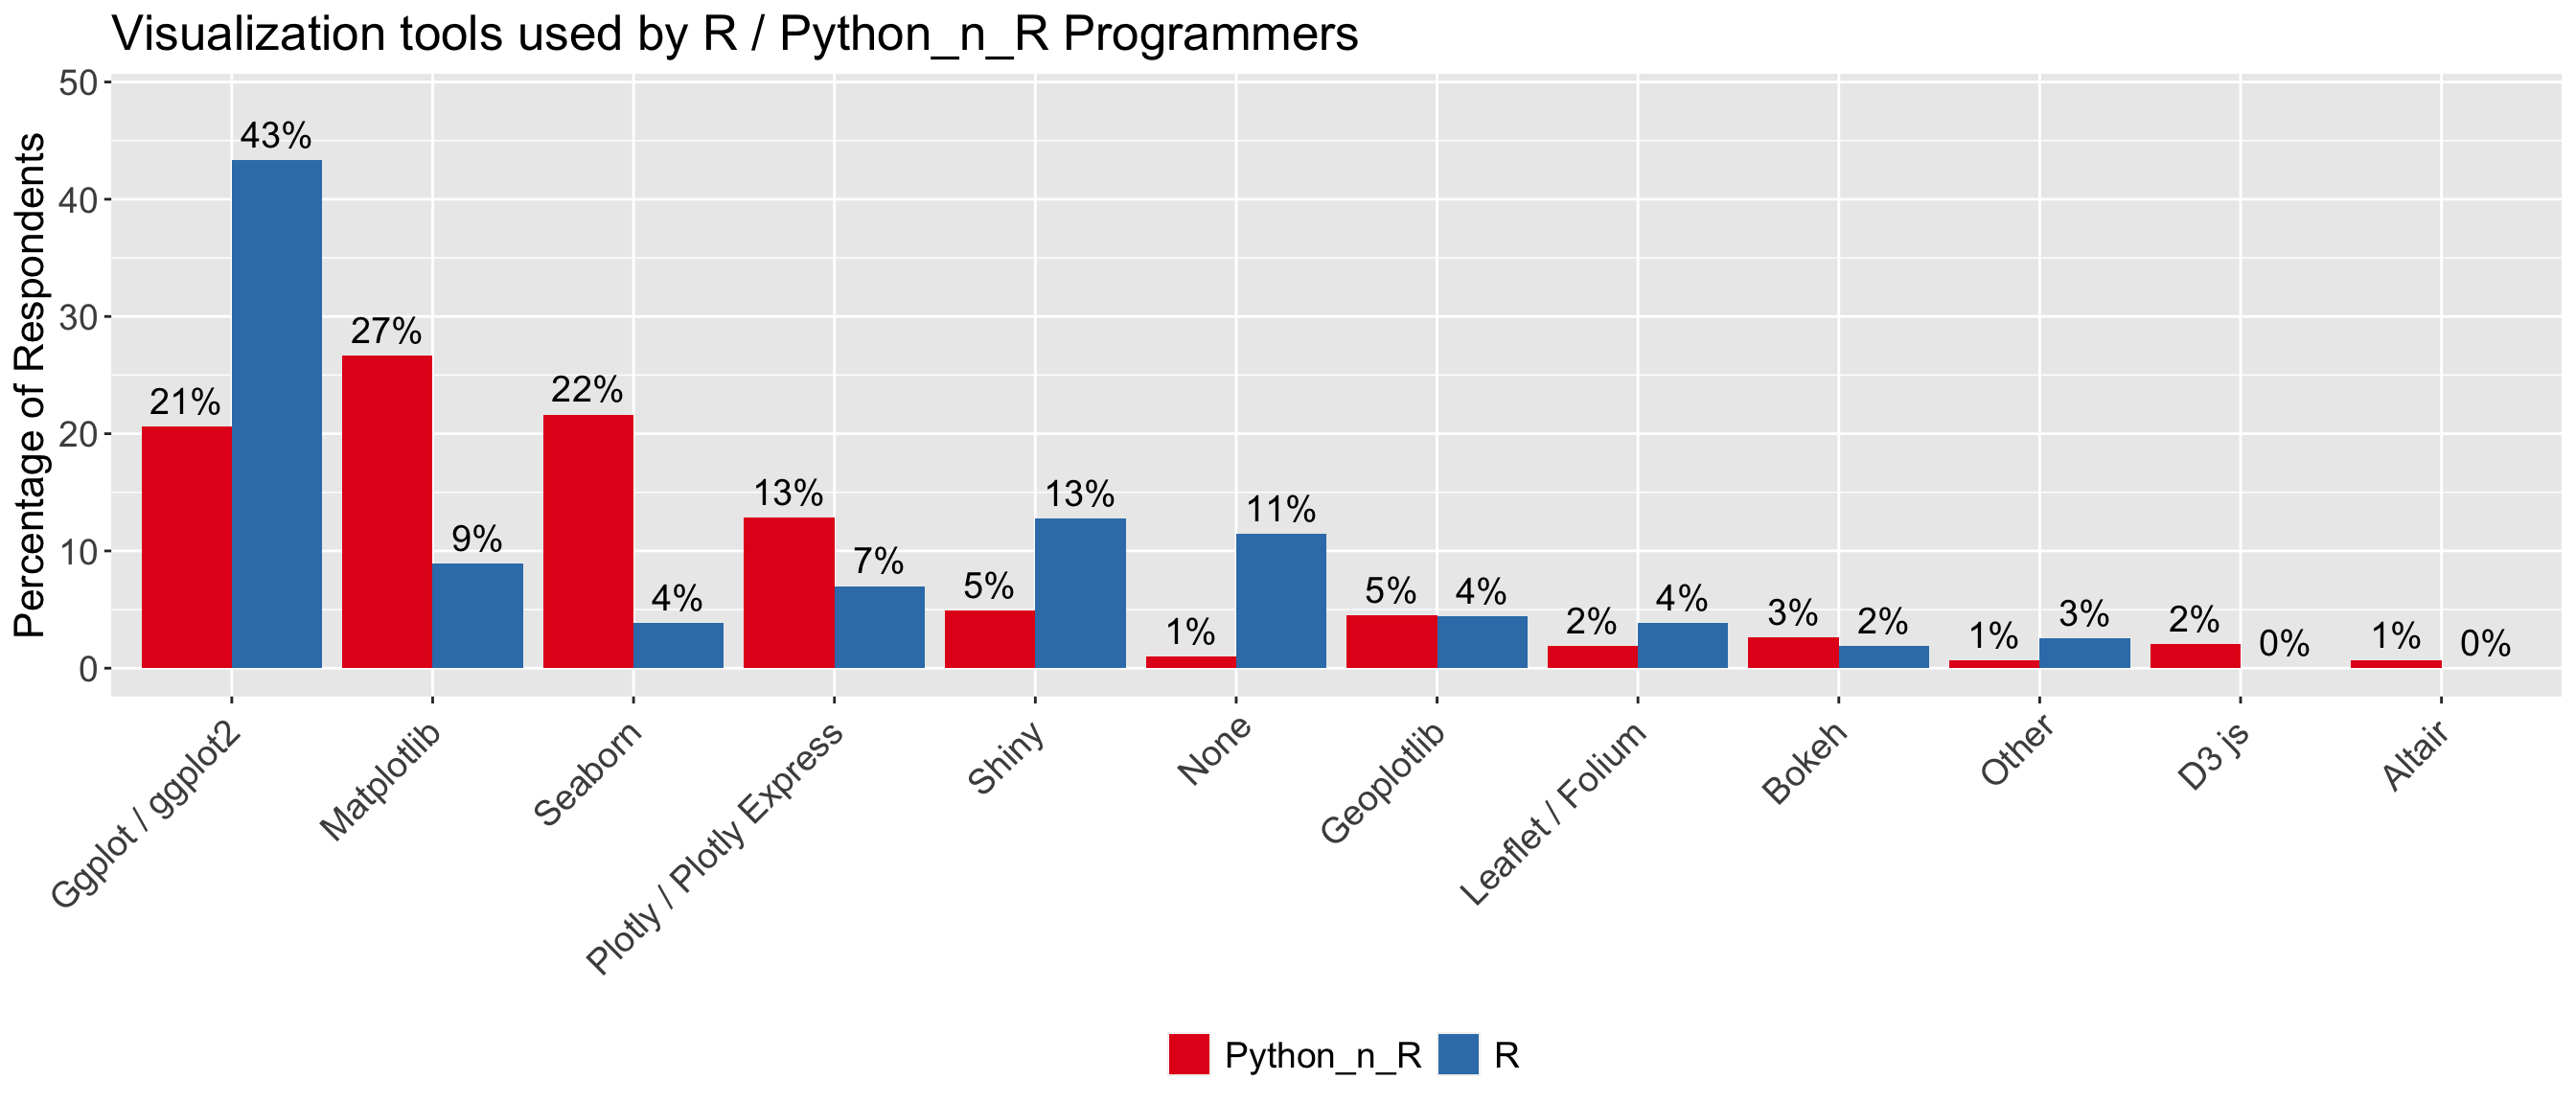 Visualization tools used by R / Python_n_R Programmers
Percentage of Respondents
50
40
30
20
10
0
21%
43%
27%
9%
22%
4%
13%
7%
5%
13%
1%
11%
5%
4%
2%
4%
3%
2%
1%
3%
2%
0%
1%
0%
Ggplot / ggplot2
Matplotlib
Seaborn
Plotly / Plotly Express
Shiny
None
Geoplotlib
Leaflet / Folium
Bokeh
Other
D3 js
Altair
Python_n_R
R